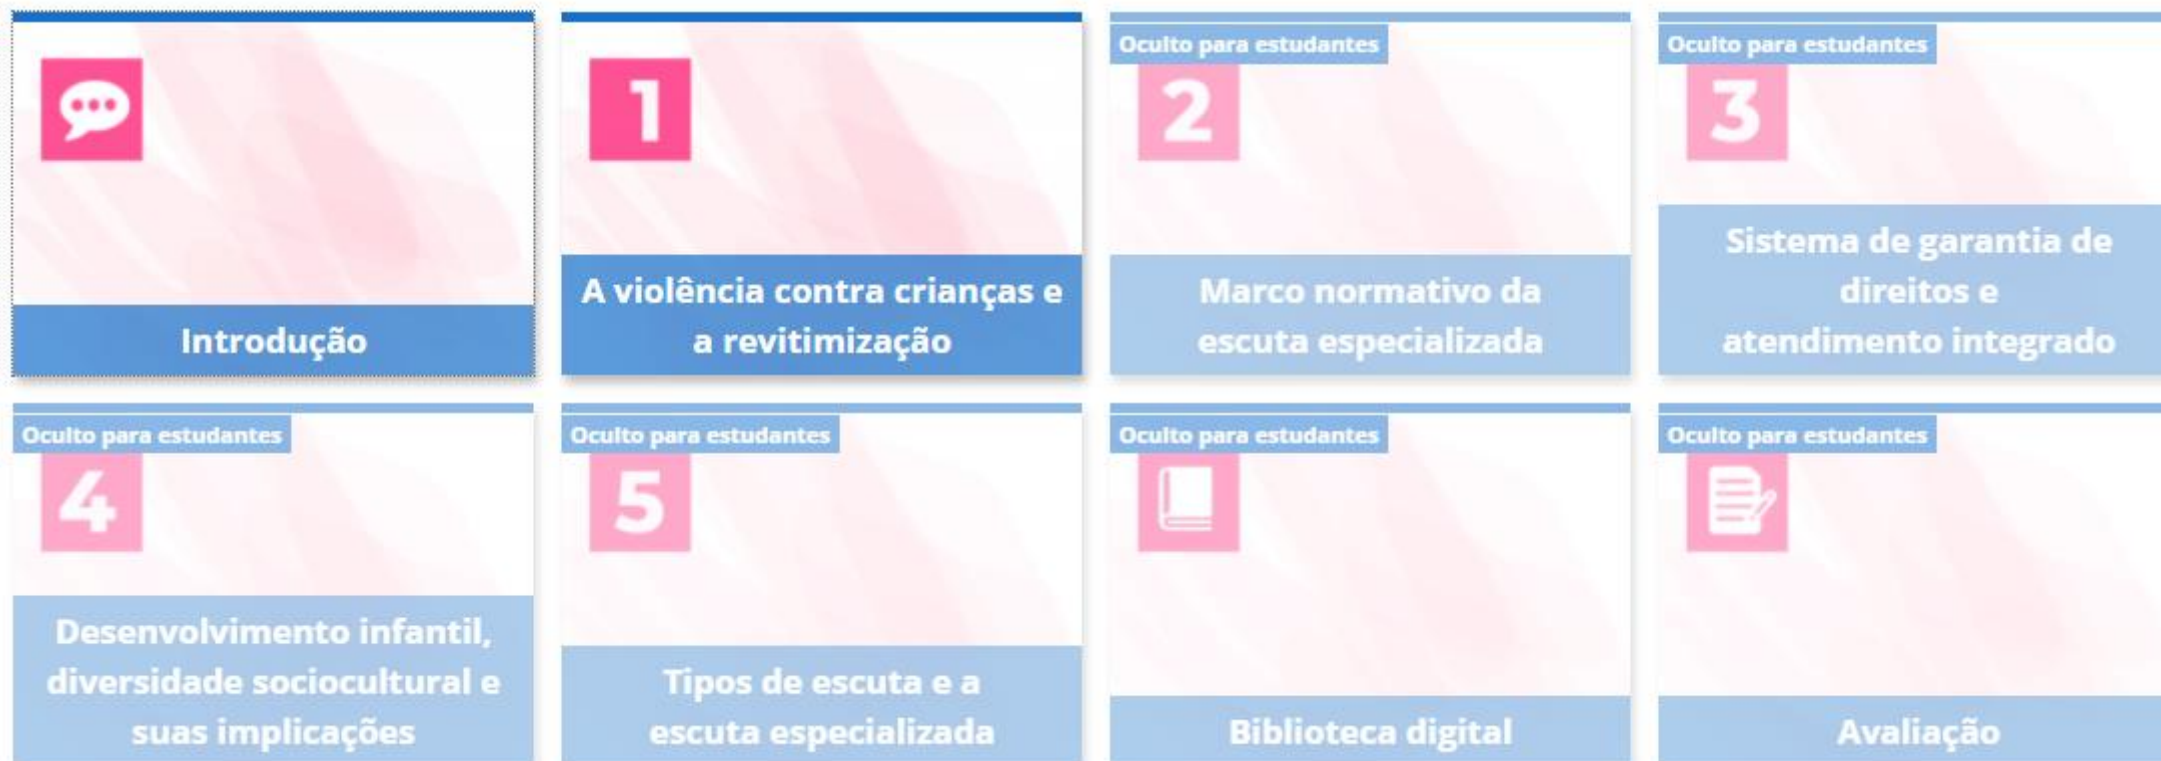 Introdução
1
A violência contra crianças e
a revitimização
Oculto para estudantes
2
Marco normativo da
escuta especializada
Oculto para estudantes
3
Sistema de garantia de
direitos e
atendimento integrado
Oculto para estudantes
4
Desenvolvimento infantil,
diversidade sociocultural e
suas implicações
Oculto para estudantes
5
Tipos de escuta e a
escuta especializada
Oculto para estudantes
Biblioteca digital
Oculto para estudantes
Avaliação